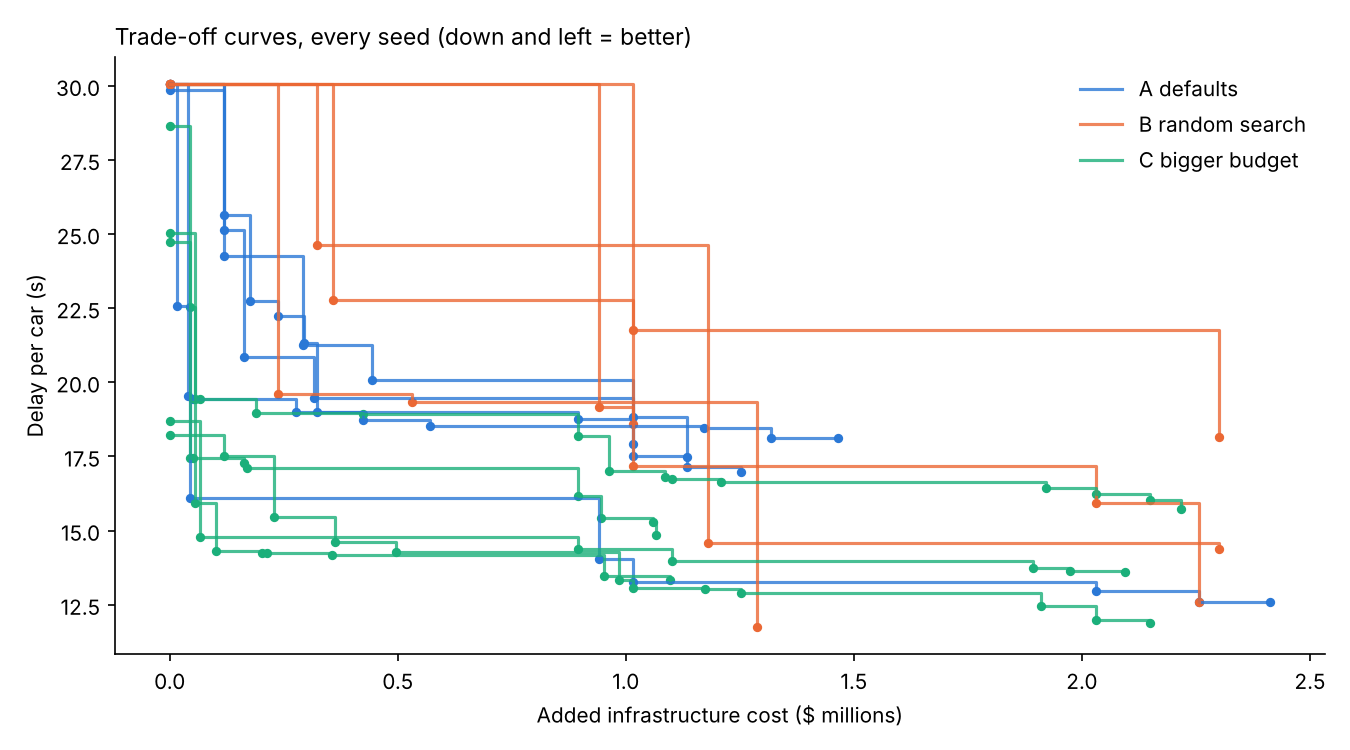 Trade-off curves, every seed (down and left = better)
30.0
27.5
25.0
22.5
20.0
17.5
15.0
12.5
Delay per car (s)
A defaults
B random search
C bigger budget
0.0
0.5
1.0
1.5
2.0
2.5
Added infrastructure cost ($ millions)